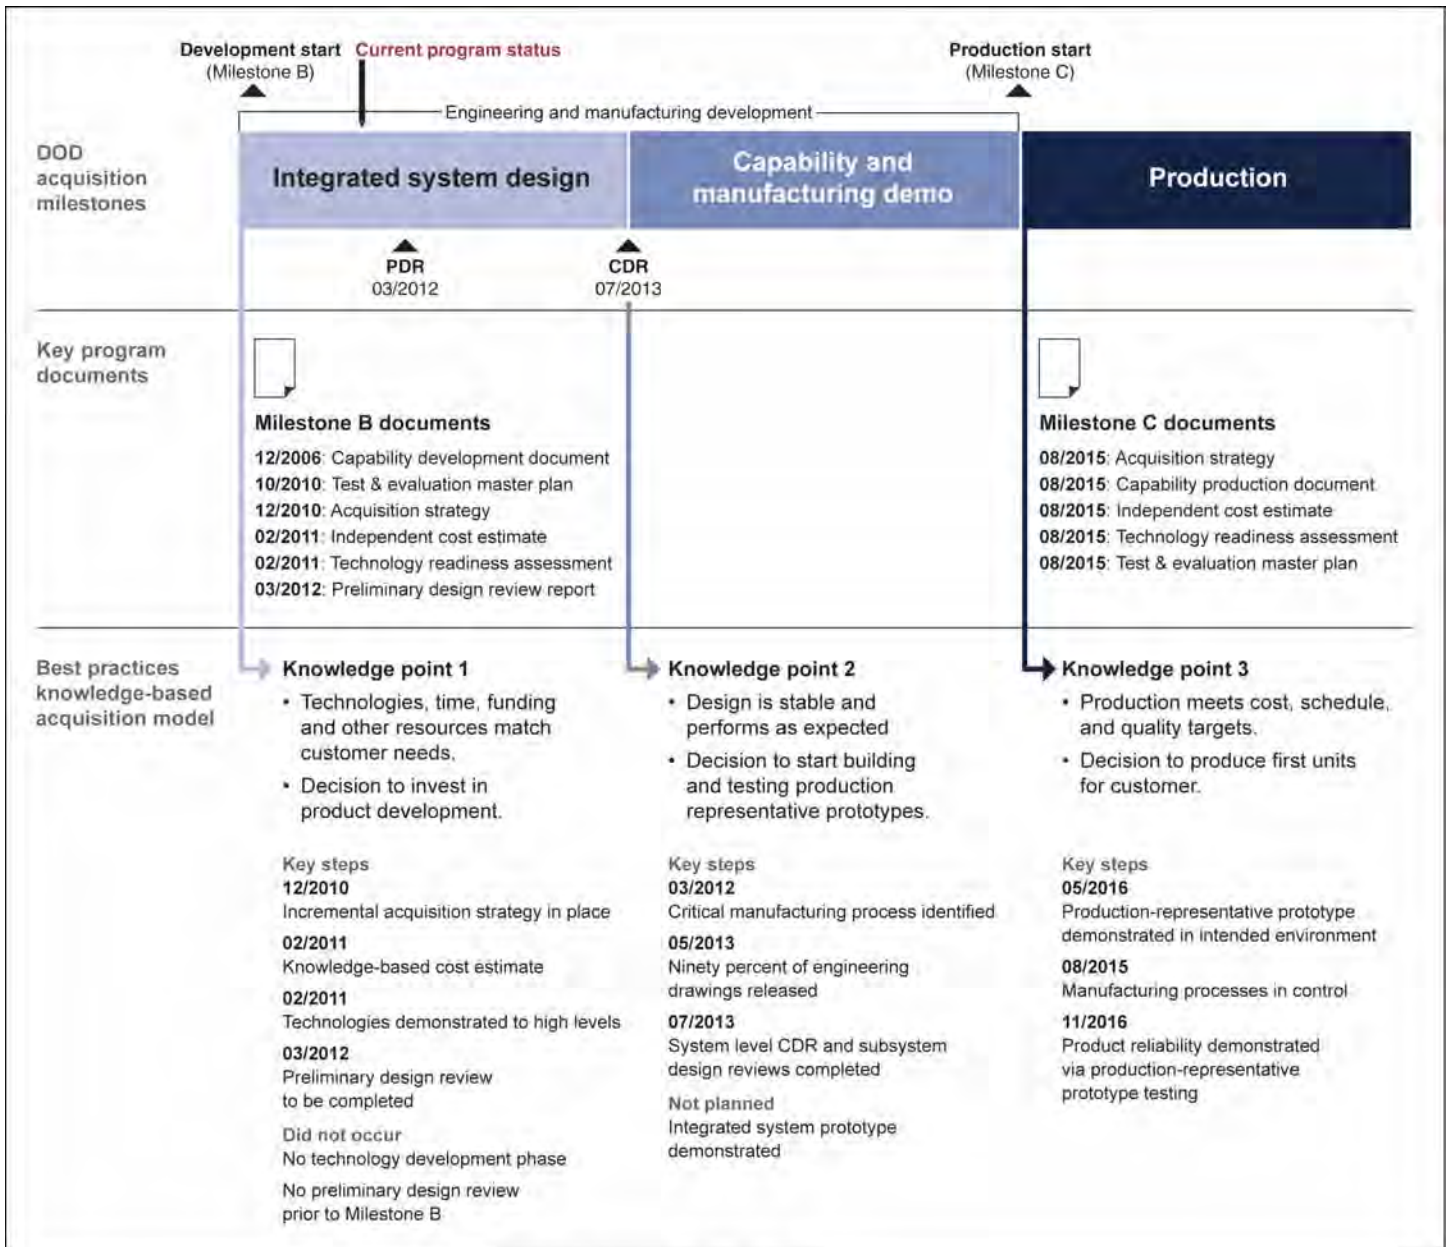 Development start
(Milestone B)
Current program status
Production start
(Milestone C)
Engineering and manufacturing development
DOD
acquisition
milestones
Integrated system design
Capability and
manufacturing demo
Production
PDR
03/2012
CDR
07/2013
Key program
documents
Milestone B documents
12/2006: Capability development document
10/2010: Test & evaluation master plan
12/2010: Acquisition strategy
02/2011: Independent cost estimate
02/2011: Technology readiness assessment
03/2012: Preliminary design review report
Milestone C documents
08/2015: Acquisition strategy
08/2015: Capability production document
08/2015: Independent cost estimate
08/2015: Technology readiness assessment
08/2015: Test & evaluation master plan
Best practices
knowledge-based
acquisition model
Knowledge point 1
• Technologies, time, funding
and other resources match
customer needs.
• Decision to invest in
product development.
Key steps
12/2010
Incremental acquisition strategy in place
02/2011
Knowledge-based cost estimate
02/2011
Technologies demonstrated to high levels
03/2012
Preliminary design review
to be completed
Did not occur
No technology development phase
No preliminary design review
prior to Milestone B
Knowledge point 2
• Design is stable and
performs as expected
• Decision to start building
and testing production
representative prototypes.
Key steps
03/2012
Critical manufacturing process identified
05/2013
Ninety percent of engineering
drawings released
07/2013
System level CDR and subsystem
design reviews completed
Not planned
Integrated system prototype
demonstrated
Knowledge point 3
• Production meets cost, schedule,
and quality targets.
• Decision to produce first units
for customer.
Key steps
05/2016
Production-representative prototype
demonstrated in intended environment
08/2015
Manufacturing processes in control
11/2016
Product reliability demonstrated
via production-representative
prototype testing